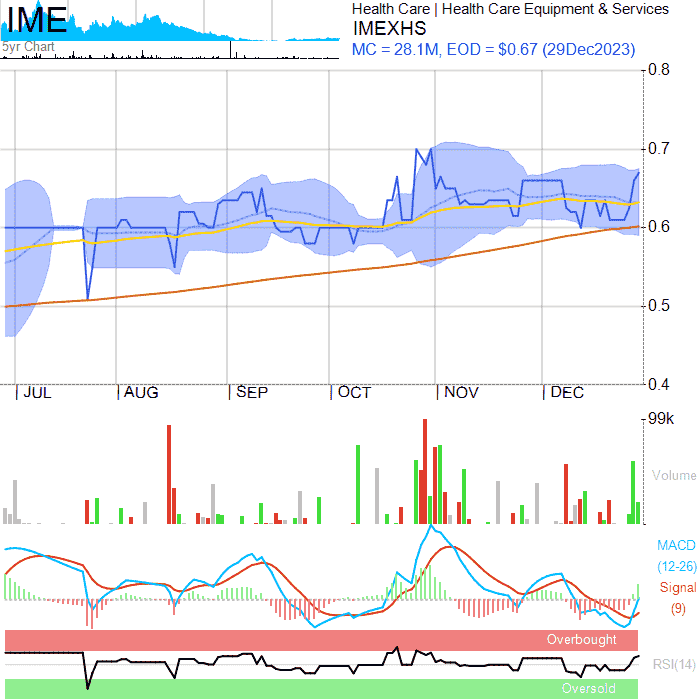 IME
5yr Chart
Health Care | Health Care Equipment & Services
IMEXHS
MC = 28.1M, EOD = $0.67 (29Dec2023)
0.8
0.7
0.6
0.5
0.4
JUL AUG SEP OCT NOV DEC
99k
Volume
MACD
(12-26)
Signal
(9)
Overbought
RSI(14)
Oversold